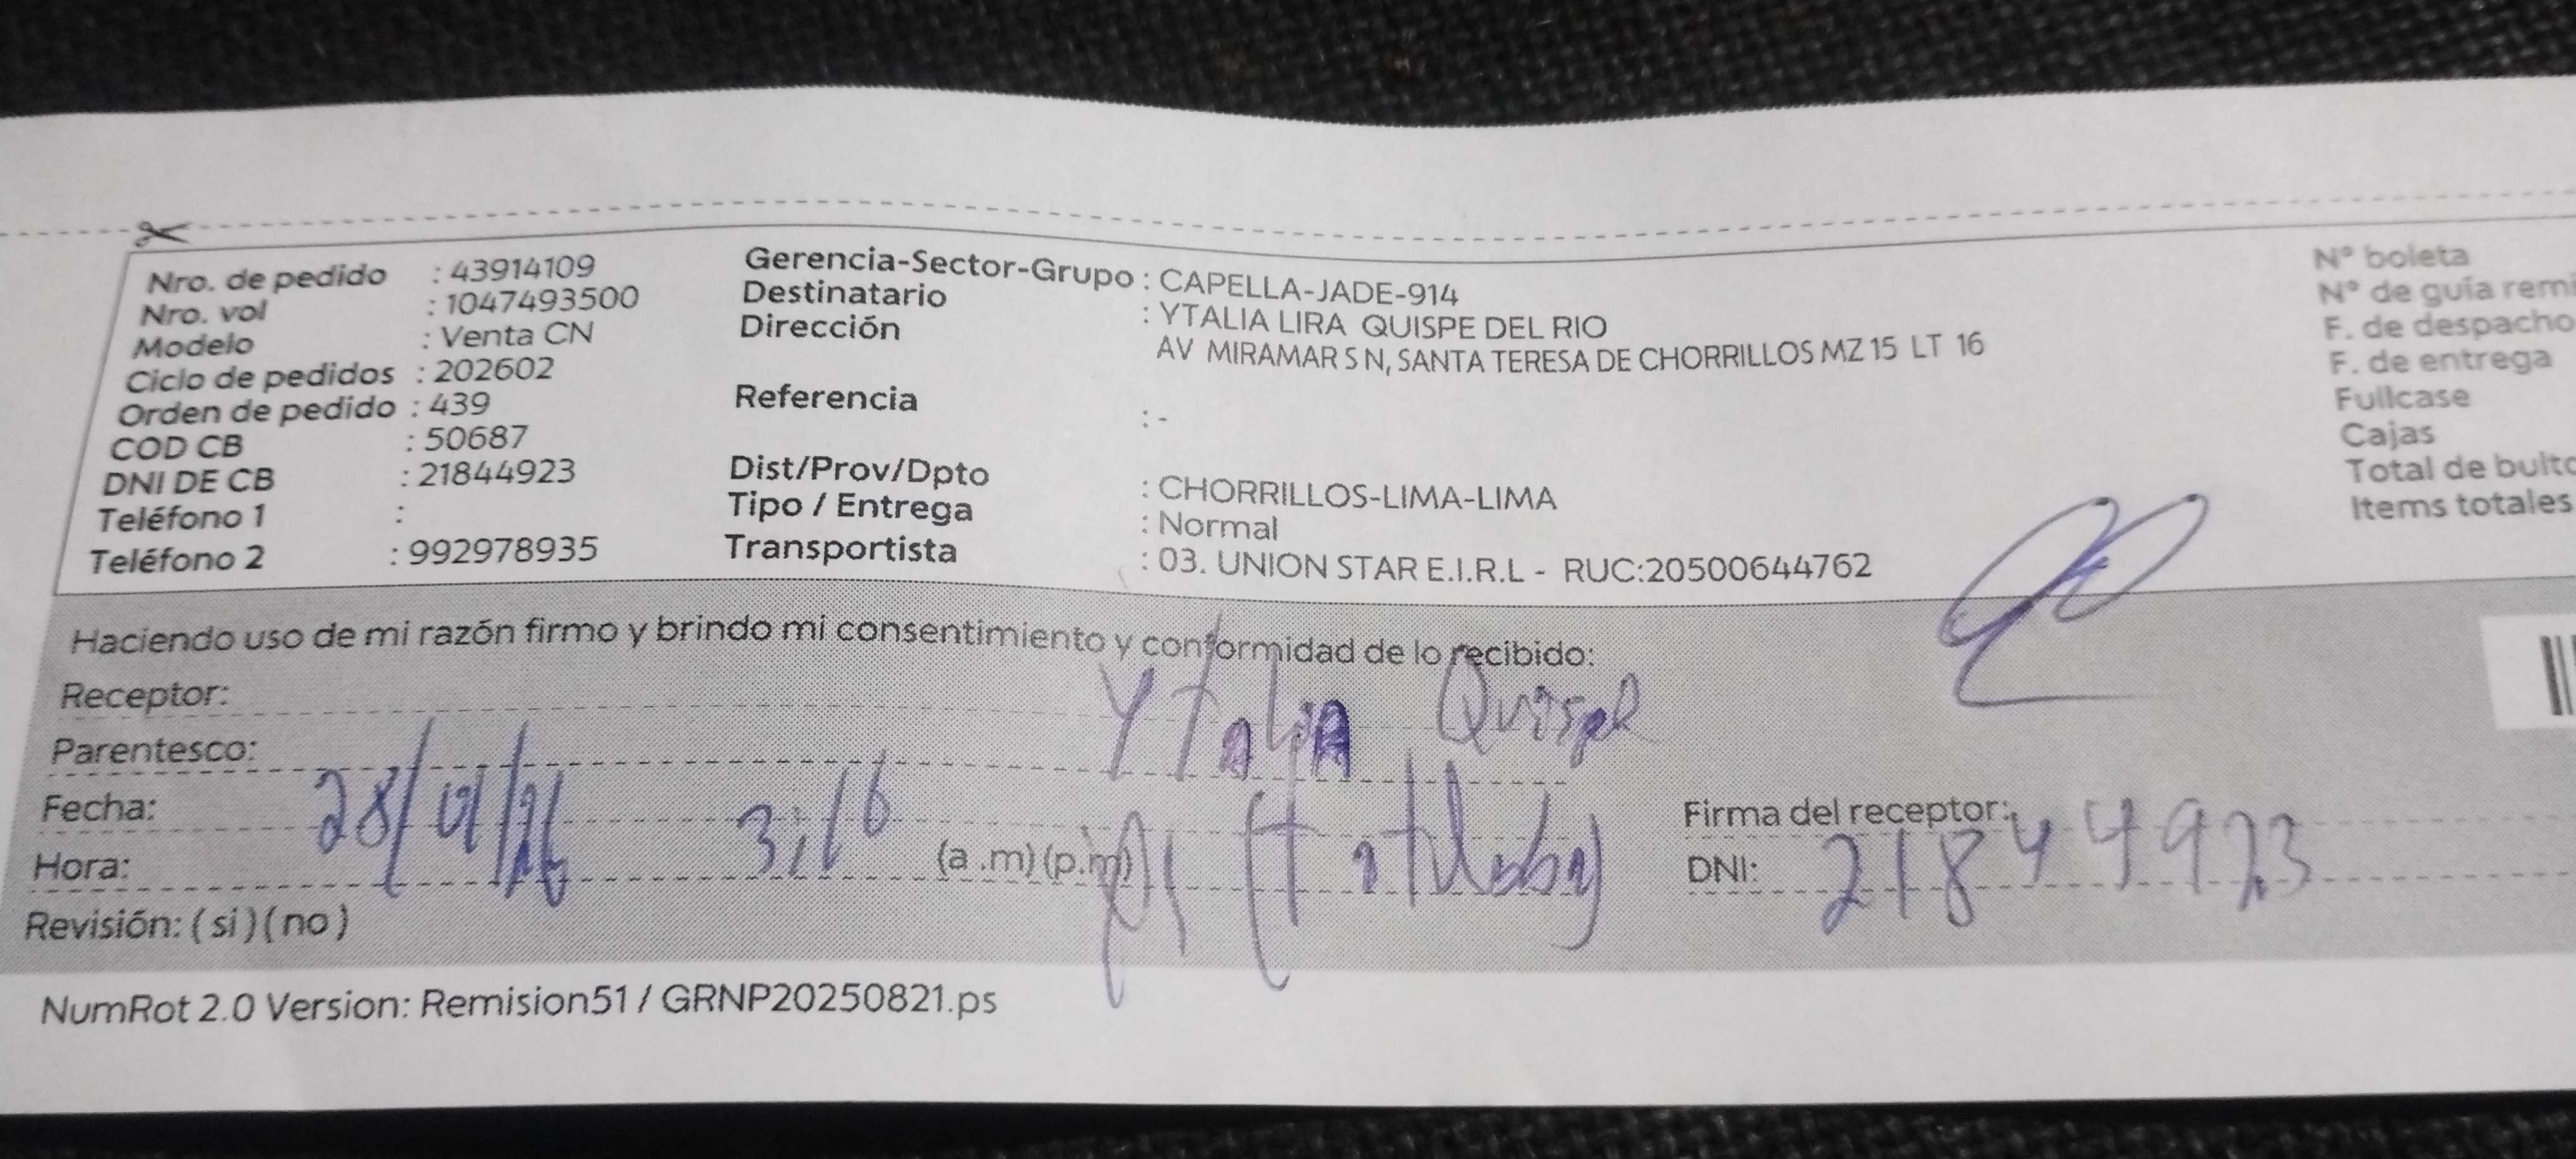 Nro. de pedido : 43914109
Nro. vol : 1047493500
Modelo : Venta CN
Ciclo de pedidos : 202602
Orden de pedido : 439
COD CB : 50687
DNI DE CB : 21844923
Teléfono 1 :
Teléfono 2 : 992978935
Gerencia-Sector-Grupo : CAPELLA-JADE-914
Destinatario : YTALIA LIRA QUISPE DEL RIO
Dirección AV MIRAMAR S N, SANTA TERESA DE CHORRILLOS MZ 15 LT 16
Referencia : -
Dist/Prov/Dpto : CHORRILLOS-LIMA-LIMA
Tipo / Entrega : Normal
Transportista : 03. UNION STAR E.I.R.L - RUC:20500644762
N° boleta
N° de guía remi
F. de despacho
F. de entrega
Fullcase
Cajas
Total de bulto
Items totales
Haciendo uso de mi razón firmo y brindo mi consentimiento y conformidad de lo recibido:
Receptor: Ytalia Quispe
Parentesco:
Fecha: 28/01/26 3:16
Hora: (a .m) (p.m)
Firma del receptor:
DNI: 21844923
Revisión: ( si ) ( no )
NumRot 2.0 Version: Remision51 / GRNP20250821.ps